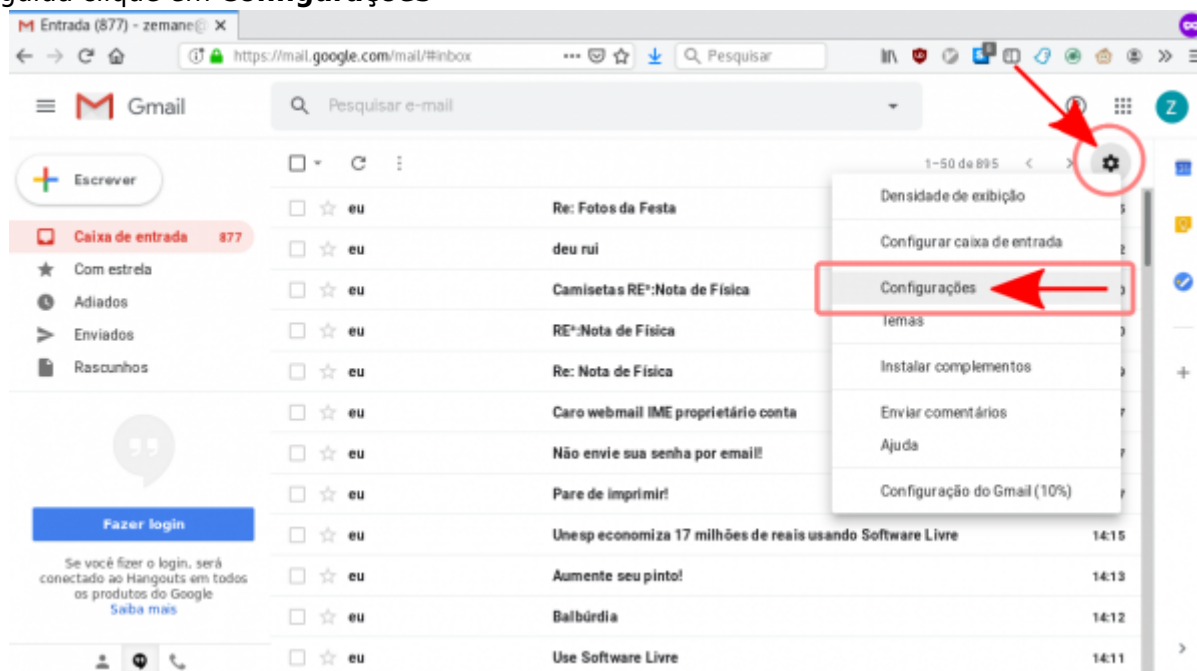 guida clique em Configurações
Entrada (877) - zemane@
https://mail.google.com/mail/#inbox
Pesquisar
Gmail
Pesquisar e-mail
Z
Escrever
1-50 de 895
Caixa de entrada 877
Com estrela
Adiados
Enviados
Rascunhos
Fazer login
Se você fizer o login, será
conectado ao Hangouts em todos
os produtos do Google
Saiba mais
eu Re: Fotos da Festa
eu deu rui
eu Camisetas REª:Nota de Física
eu REª:Nota de Física
eu Re: Nota de Física
eu Caro webmail IME proprietário conta
eu Não envie sua senha por email!
eu Pare de imprimir!
eu Unesp economiza 17 milhões de reais usando Software Livre 14:15
eu Aumente seu pinto! 14:13
eu Balbúrdia 14:12
eu Use Software Livre 14:11
Densidade de exibição
Configurar caixa de entrada
Configurações
Temas
Instalar complementos
Enviar comentários
Ajuda
Configuração do Gmail (10%)